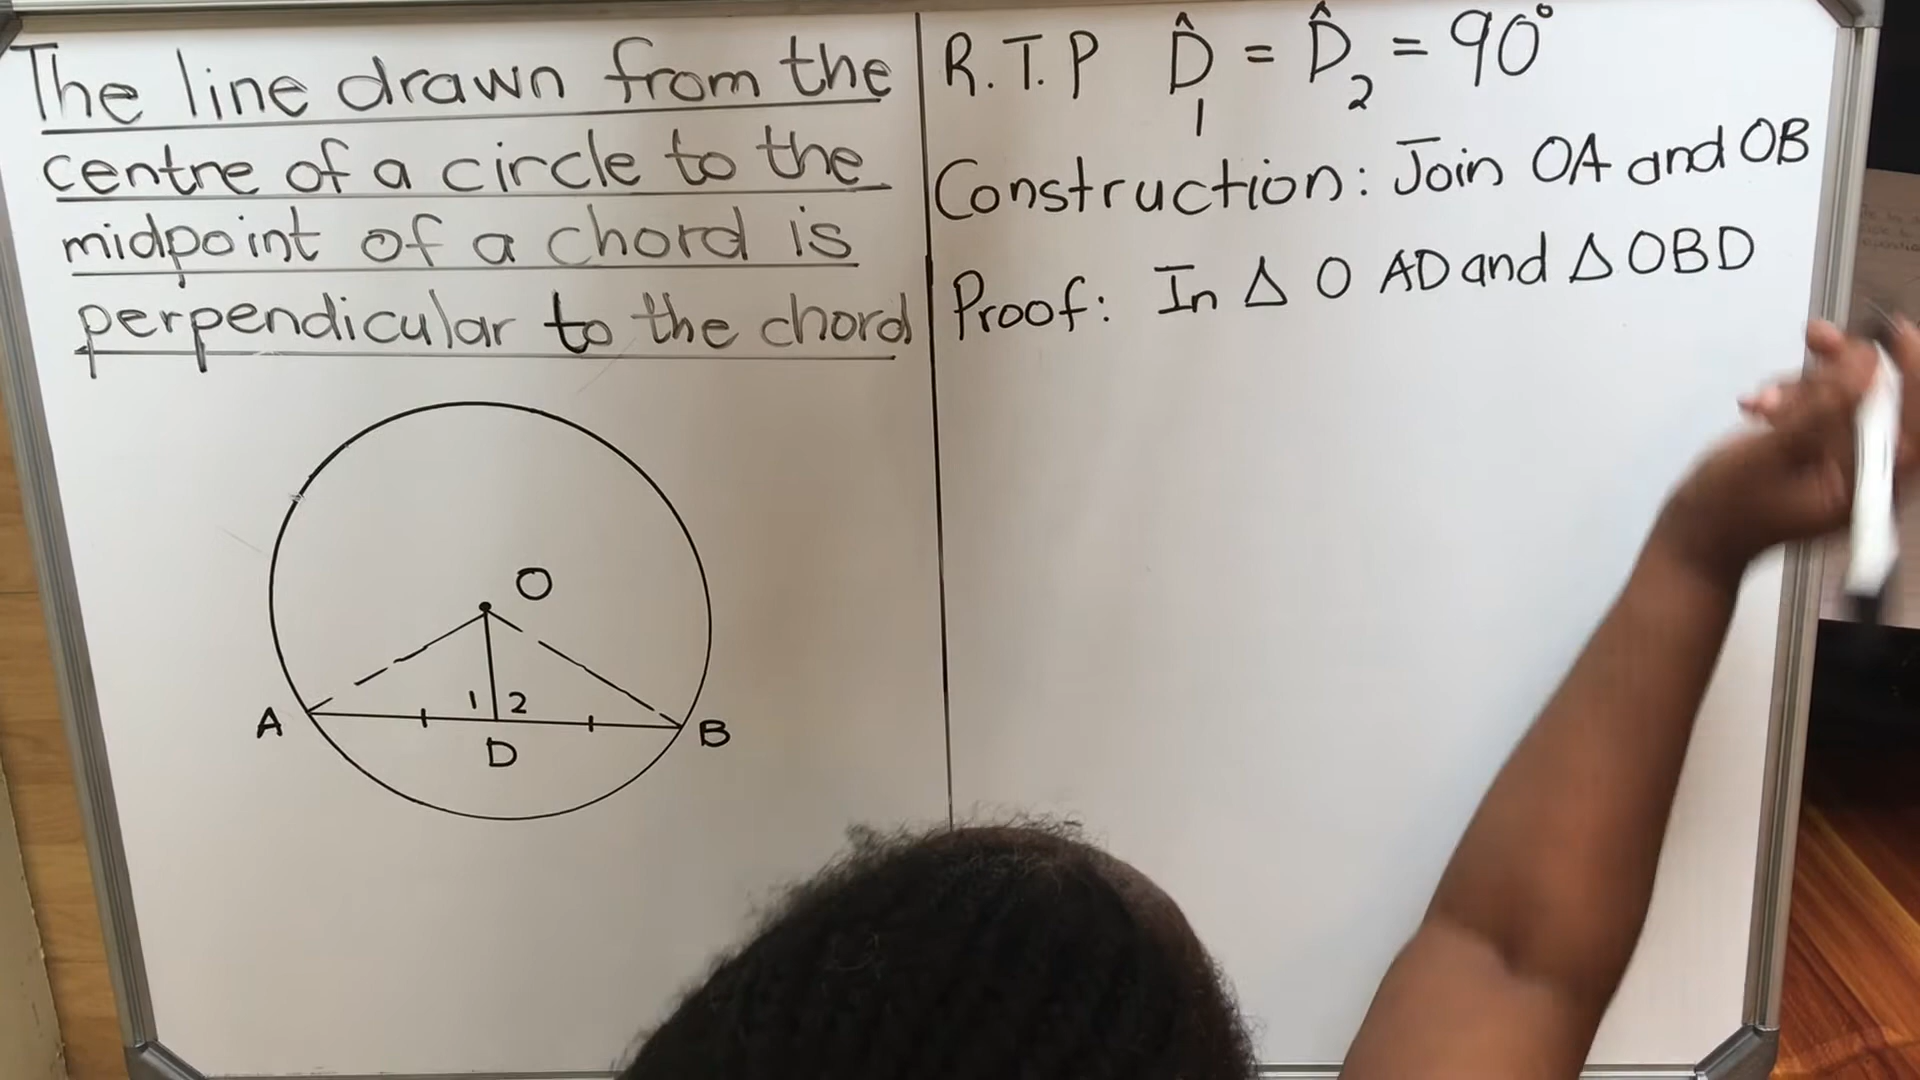 The line drawn from the
centre of a circle to the
midpoint of a chord is
perpendicular to the chord
O
1 2
A
B
D
R.T.P D̂₁ = D̂₂ = 90°
Construction: Join OA and OB
Proof: In Δ OAD and Δ OBD